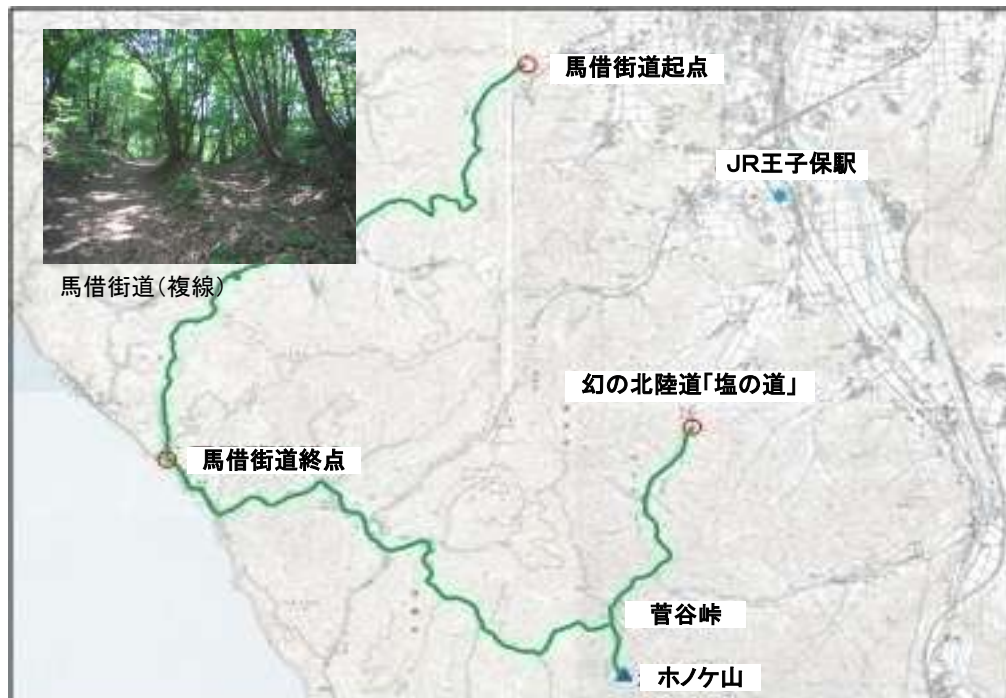 馬借街道起点
JR王子保駅
馬借街道（複線）
幻の北陸道「塩の道」
馬借街道終点
菅谷峠
ホノケ山